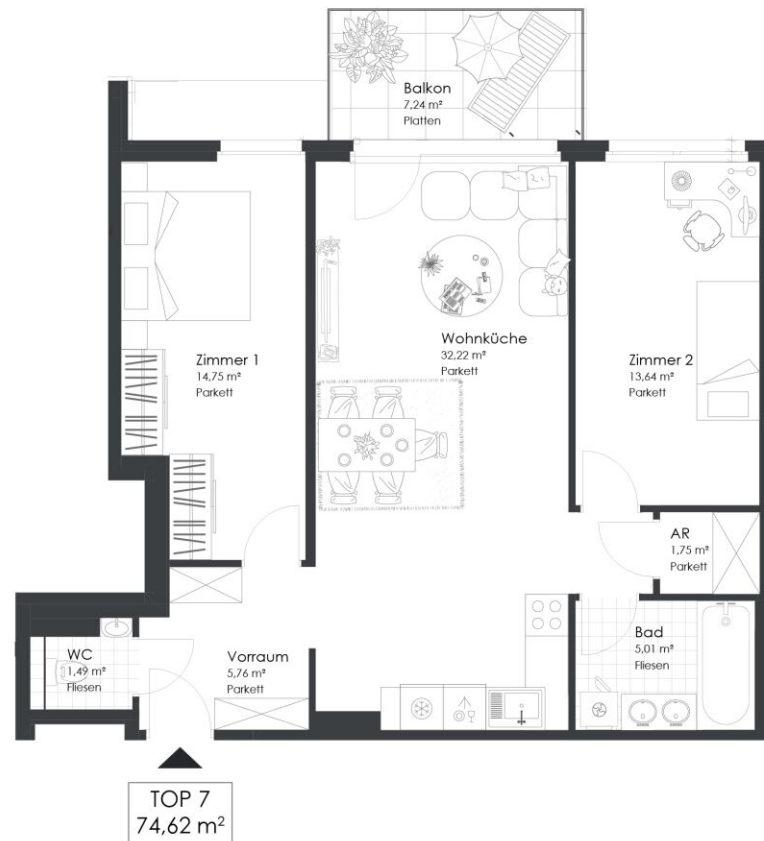 Balkon
7,24 m²
Platten
Zimmer 1
14,75 m²
Parkett
Wohnküche
32,22 m²
Parkett
Zimmer 2
13,64 m²
Parkett
AR
1,75 m²
Parkett
WC
1,49 m²
Fliesen
Vorraum
5,76 m²
Parkett
Bad
5,01 m²
Fliesen
TOP 7
74,62 m²